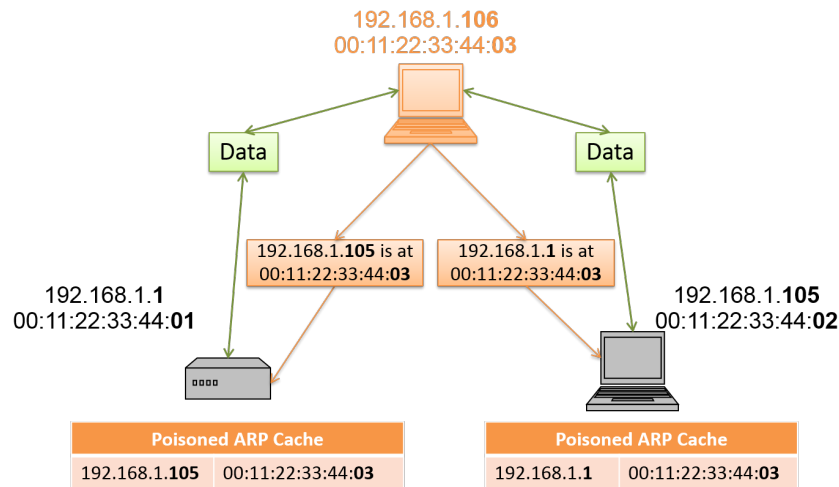 192.168.1.106
00:11:22:33:44:03
Data
Data
192.168.1.105 is at
00:11:22:33:44:03
192.168.1.1 is at
00:11:22:33:44:03
192.168.1.1
00:11:22:33:44:01
192.168.1.105
00:11:22:33:44:02
Poisoned ARP Cache
192.168.1.105 00:11:22:33:44:03
Poisoned ARP Cache
192.168.1.1 00:11:22:33:44:03